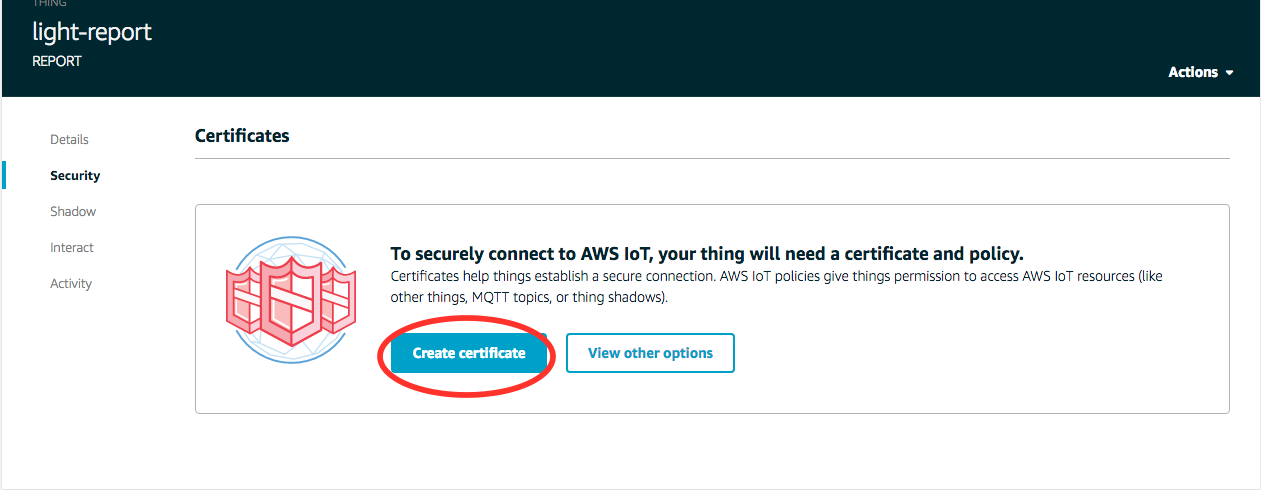 THING
light-report
REPORT
Actions
Details
Security
Shadow
Interact
Activity
Certificates
To securely connect to AWS IoT, your thing will need a certificate and policy.
Certificates help things establish a secure connection. AWS IoT policies give things permission to access AWS IoT resources (like
other things, MQTT topics, or thing shadows).
Create certificate
View other options